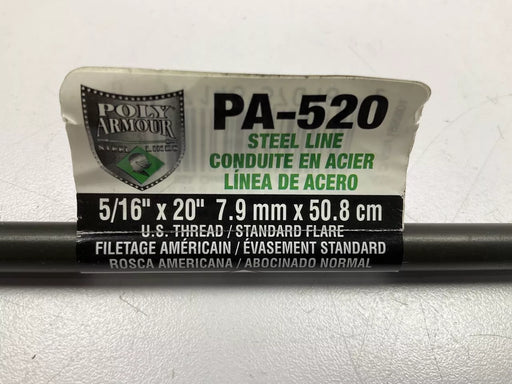 POLY
ARMOUR
PA-520
STEEL LINE
CONDUITE EN ACIER
LÍNEA DE ACERO
5/16" x 20" 7.9 mm x 50.8 cm
U.S. THREAD / STANDARD FLARE
FILETAGE AMÉRICAIN / ÉVASEMENT STANDARD
ROSCA AMERICANA / ABOCINADO NORMAL